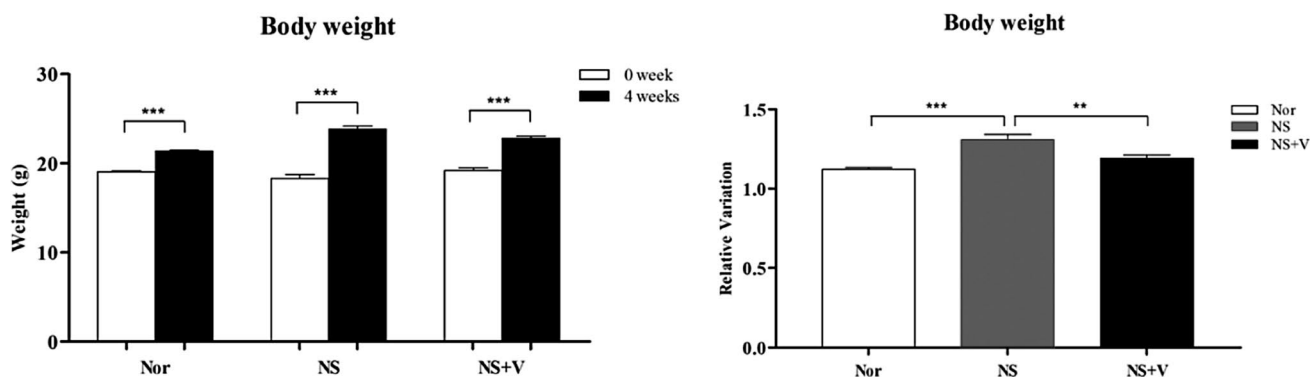 Body weight
0 week
4 weeks
Weight (g)
30
20
10
0
***
***
***
Nor
NS
NS+V
Body weight
Nor
NS
NS+V
Relative Variation
1.5
1.0
0.5
0.0
***
**
Nor
NS
NS+V